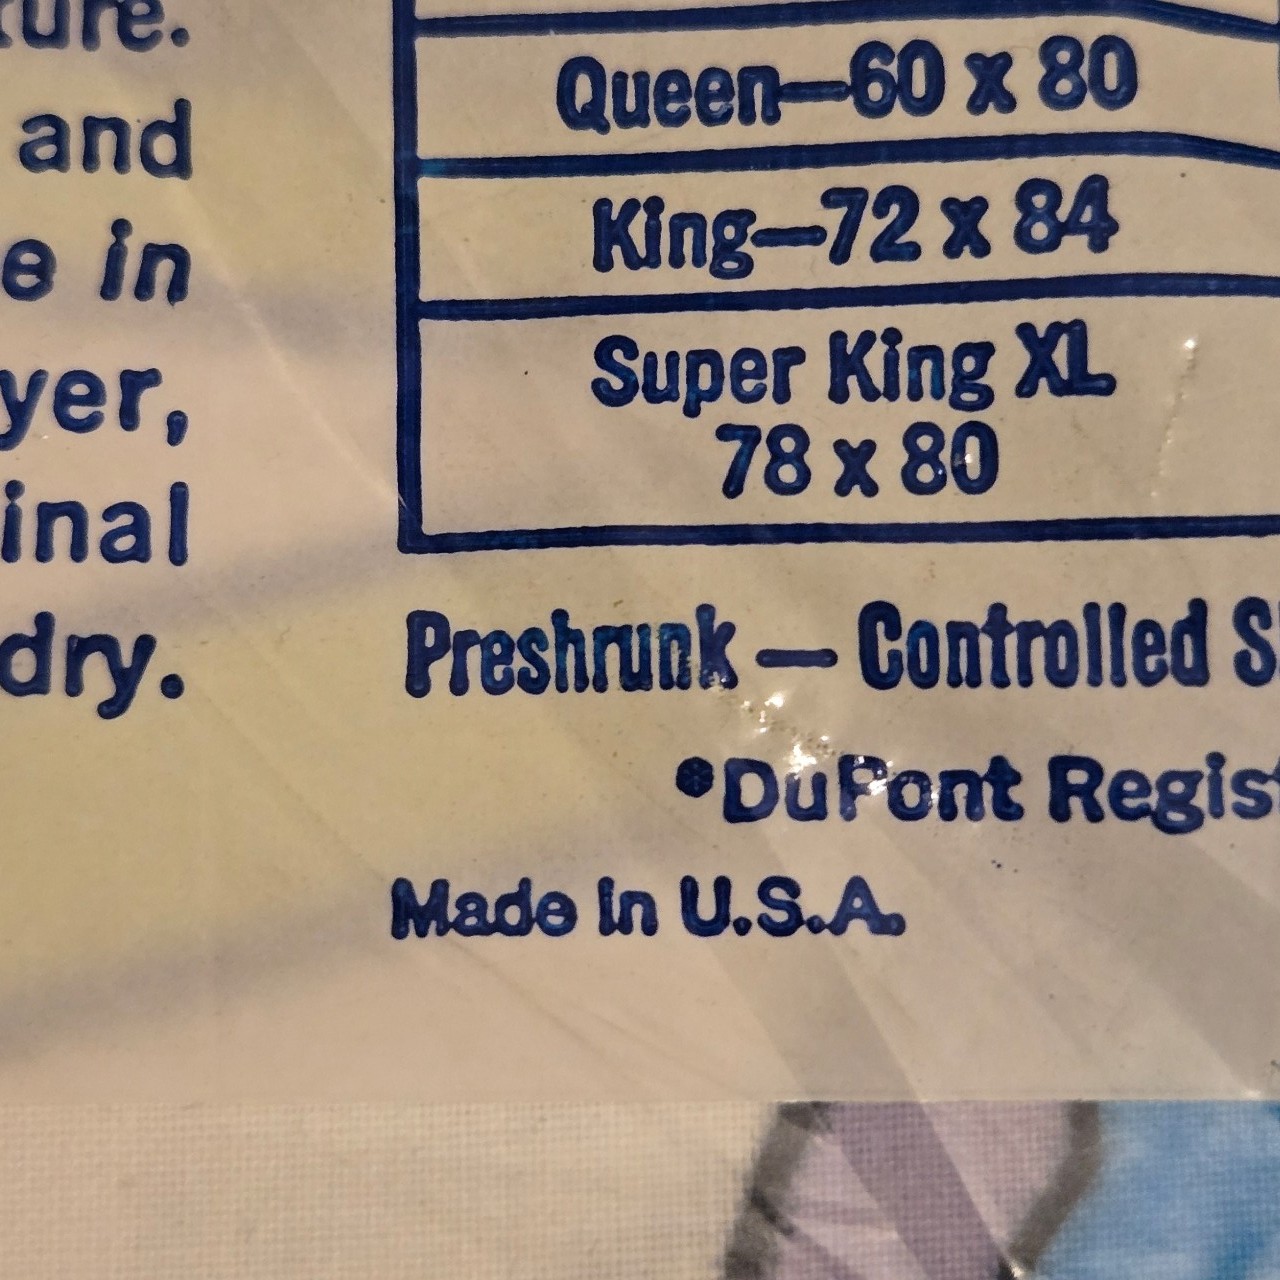 ture.
and
e in
yer,
inal
dry.
Queen—60 x 80
King—72 x 84
Super King XL
78 x 80
Preshrunk — Controlled S
*DuPont Regist
Made In U.S.A.